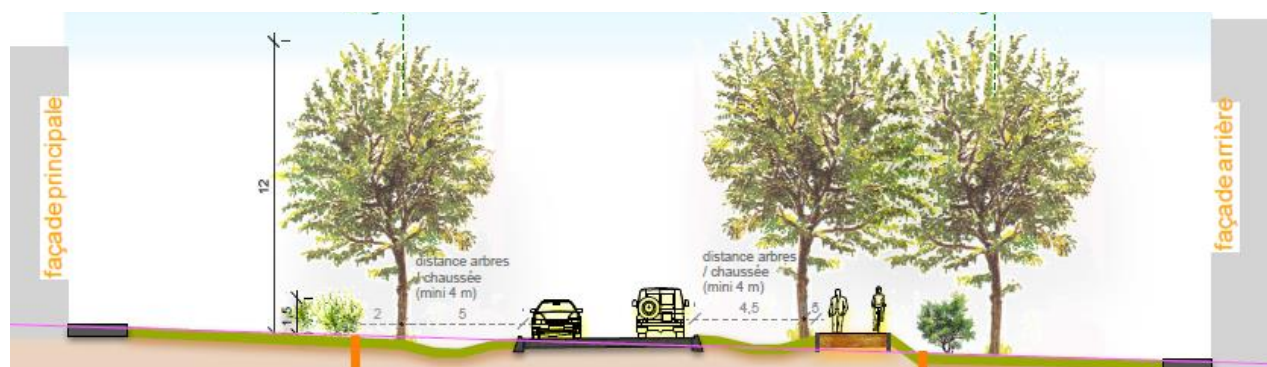 façade principale
12
1,5
2
distance arbres
/ chaussée
(mini 4 m)
5
distance arbres
/ chaussée
(mini 4 m)
4,5
façade arrière